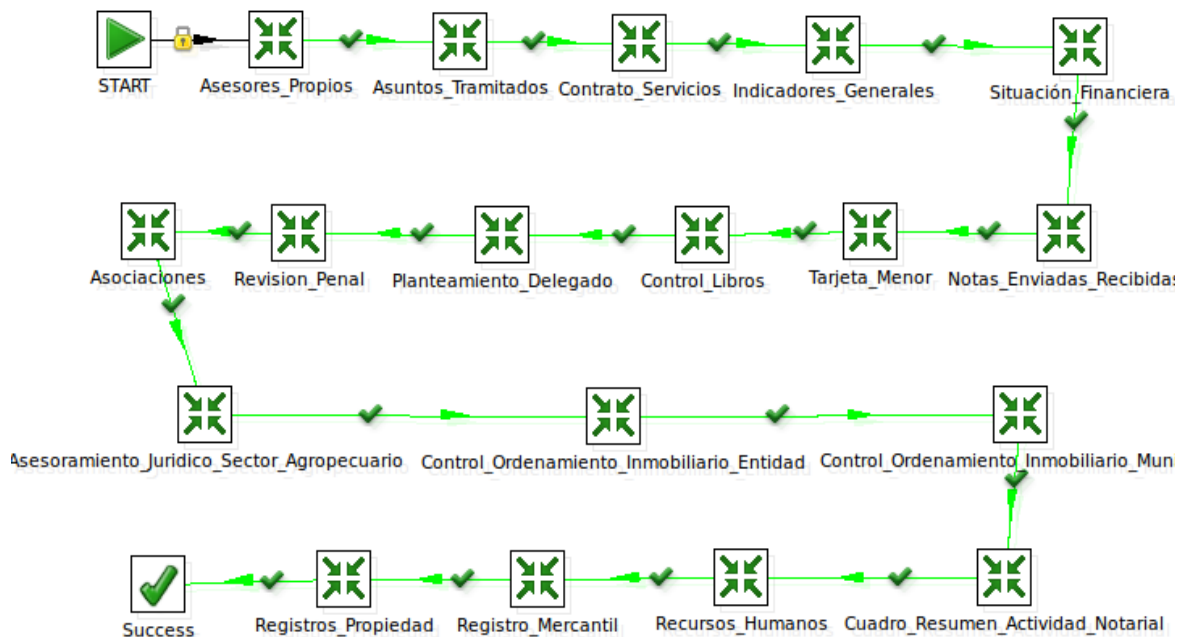 START
Asesores_Propios
Asuntos_Tramitados
Contrato_Servicios
Indicadores_Generales
Situación_Financiera
Asociaciones
Revision_Penal
Planteamiento_Delegado
Control_Libros
Tarjeta_Menor
Notas_Enviadas_Recibidas
Asesoramiento_Juridico_Sector_Agropecuario
Control_Ordenamiento_Inmobiliario_Entidad
Control_Ordenamiento_Inmobiliario_Mun
Success
Registros_Propiedad
Registro_Mercantil
Recursos_Humanos
Cuadro_Resumen_Actividad_Notarial